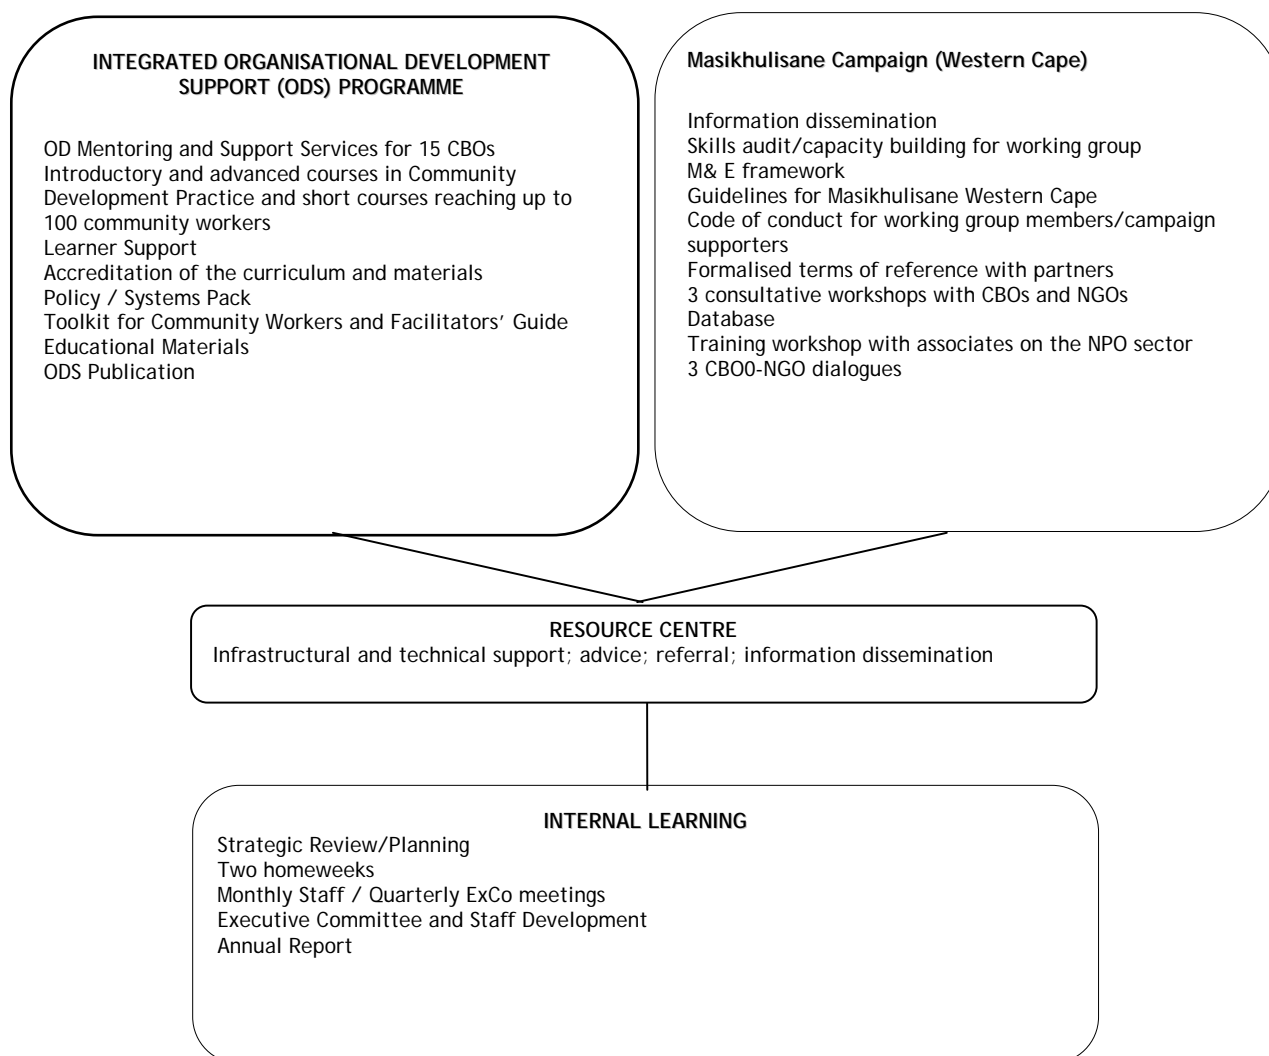 INTEGRATED ORGANISATIONAL DEVELOPMENT
SUPPORT (ODS) PROGRAMME
OD Mentoring and Support Services for 15 CBOs
Introductory and advanced courses in Community
Development Practice and short courses reaching up to
100 community workers
Learner Support
Accreditation of the curriculum and materials
Policy / Systems Pack
Toolkit for Community Workers and Facilitators’ Guide
Educational Materials
ODS Publication
Masikhulisane Campaign (Western Cape)
Information dissemination
Skills audit/capacity building for working group
M& E framework
Guidelines for Masikhulisane Western Cape
Code of conduct for working group members/campaign
supporters
Formalised terms of reference with partners
3 consultative workshops with CBOs and NGOs
Database
Training workshop with associates on the NPO sector
3 CBO0-NGO dialogues
RESOURCE CENTRE
Infrastructural and technical support; advice; referral; information dissemination
INTERNAL LEARNING
Strategic Review/Planning
Two homeweeks
Monthly Staff / Quarterly ExCo meetings
Executive Committee and Staff Development
Annual Report